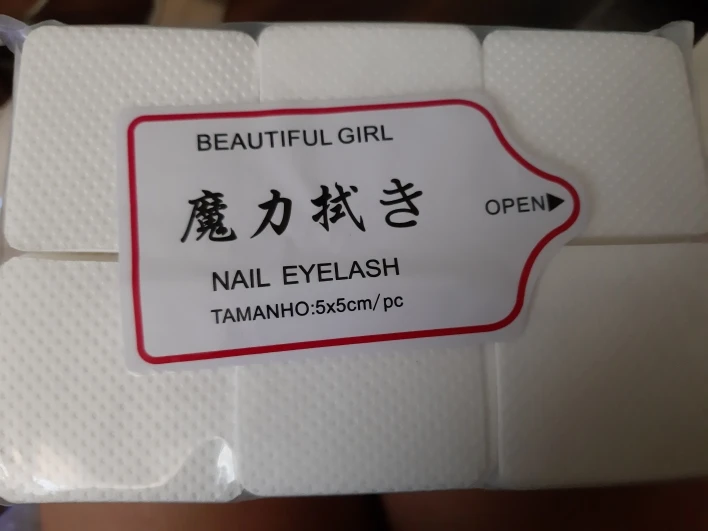 BEAUTIFUL GIRL
魔力拭き
OPEN▶
NAIL EYELASH
TAMANHO:5x5cm/pc